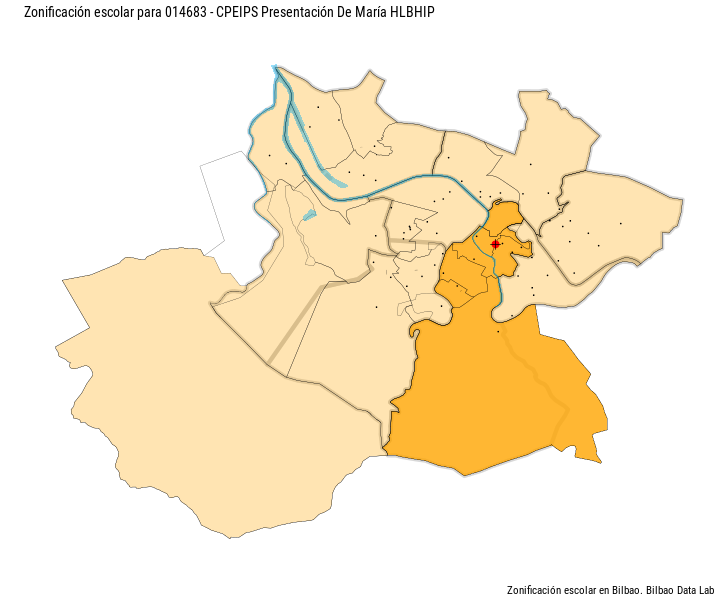 Zonificación escolar para 014683 - CPEIPS Presentación De María HLBHIP
Zonificación escolar en Bilbao. Bilbao Data Lab